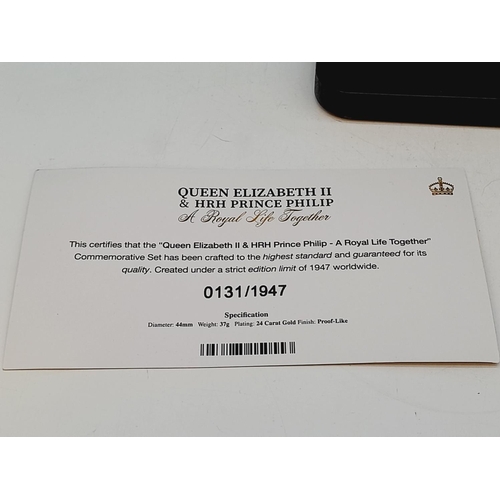 QUEEN ELIZABETH II
& HRH PRINCE PHILIP
A Royal Life Together
This certifies that the "Queen Elizabeth II & HRH Prince Philip - A Royal Life Together"
Commemorative Set has been crafted to the highest standard and guaranteed for its
quality. Created under a strict edition limit of 1947 worldwide.
0131/1947
Specification
Diameter: 44mm Weight: 37g Plating: 24 Carat Gold Finish: Proof-Like